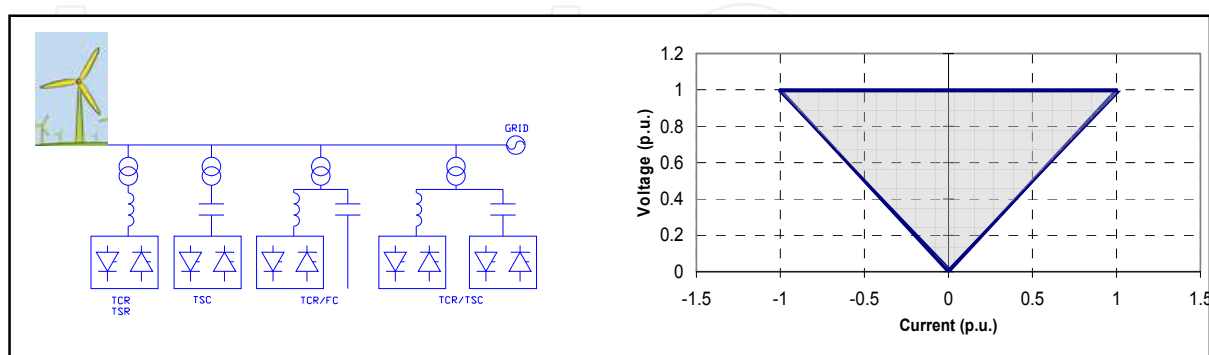 GRID
TCR
TSR
TSC
TCR/FC
TCR/TSC
Voltage (p.u.)
1.2
1
0.8
0.6
0.4
0.2
0
-1.5 -1 -0.5 0 0.5 1 1.5
Current (p.u.)